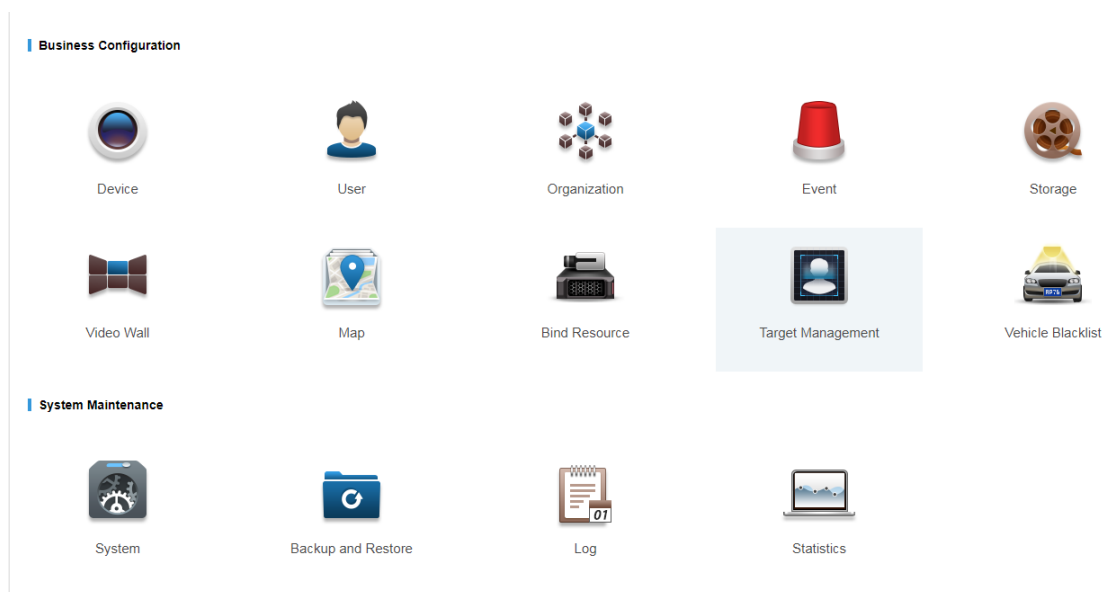 Business Configuration
Device
User
Organization
Event
Storage
Video Wall
Map
Bind Resource
Target Management
Vehicle Blacklist
System Maintenance
System
Backup and Restore
01
Log
Statistics